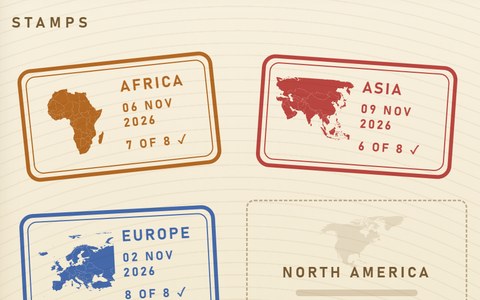 STAMPS
AFRICA
06 NOV
2026
7 OF 8 ✓
ASIA
09 NOV
2026
6 OF 8 ✓
EUROPE
02 NOV
2026
8 OF 8 ✓
NORTH AMERICA